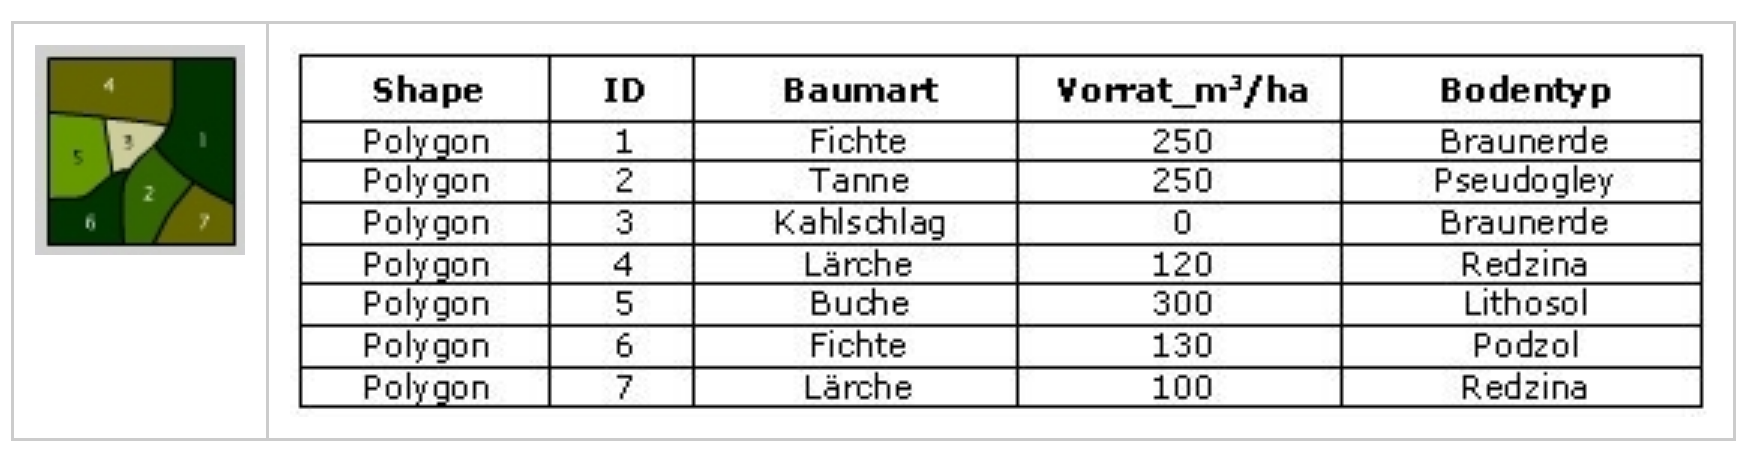 4
1
3
5
2
6
7
Shape ID Baumart Vorrat_m³/ha Bodentyp
Polygon 1 Fichte 250 Braunerde
Polygon 2 Tanne 250 Pseudogley
Polygon 3 Kahlschlag 0 Braunerde
Polygon 4 Lärche 120 Redzina
Polygon 5 Buche 300 Lithosol
Polygon 6 Fichte 130 Podzol
Polygon 7 Lärche 100 Redzina